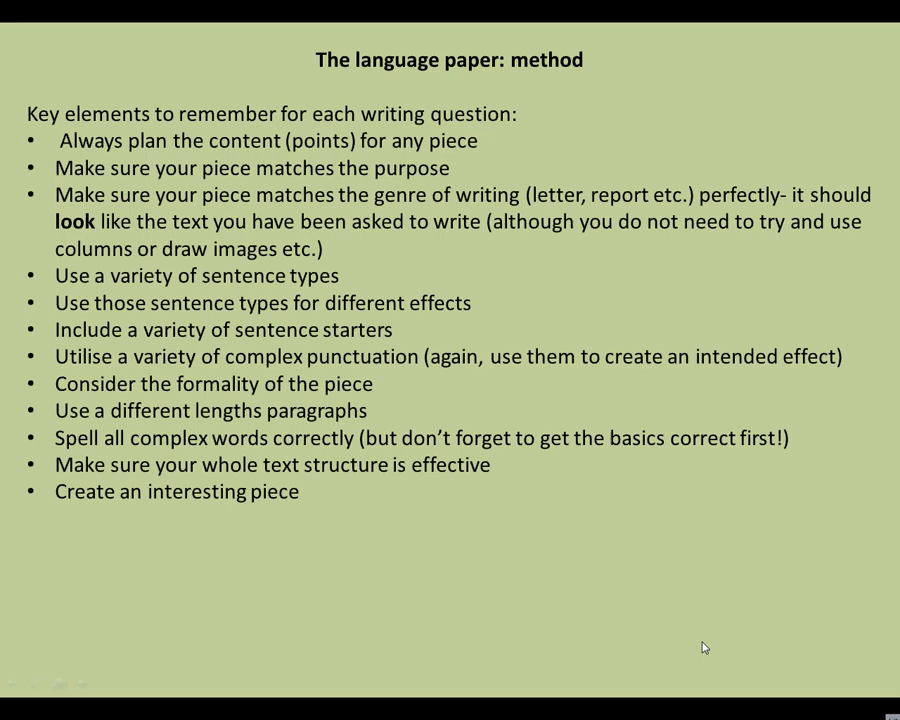 The language paper: method
Key elements to remember for each writing question:
• Always plan the content (points) for any piece
• Make sure your piece matches the purpose
• Make sure your piece matches the genre of writing (letter, report etc.) perfectly- it should
look like the text you have been asked to write (although you do not need to try and use
columns or draw images etc.)
• Use a variety of sentence types
• Use those sentence types for different effects
• Include a variety of sentence starters
• Utilise a variety of complex punctuation (again, use them to create an intended effect)
• Consider the formality of the piece
• Use a different lengths paragraphs
• Spell all complex words correctly (but don’t forget to get the basics correct first!)
• Make sure your whole text structure is effective
• Create an interesting piece